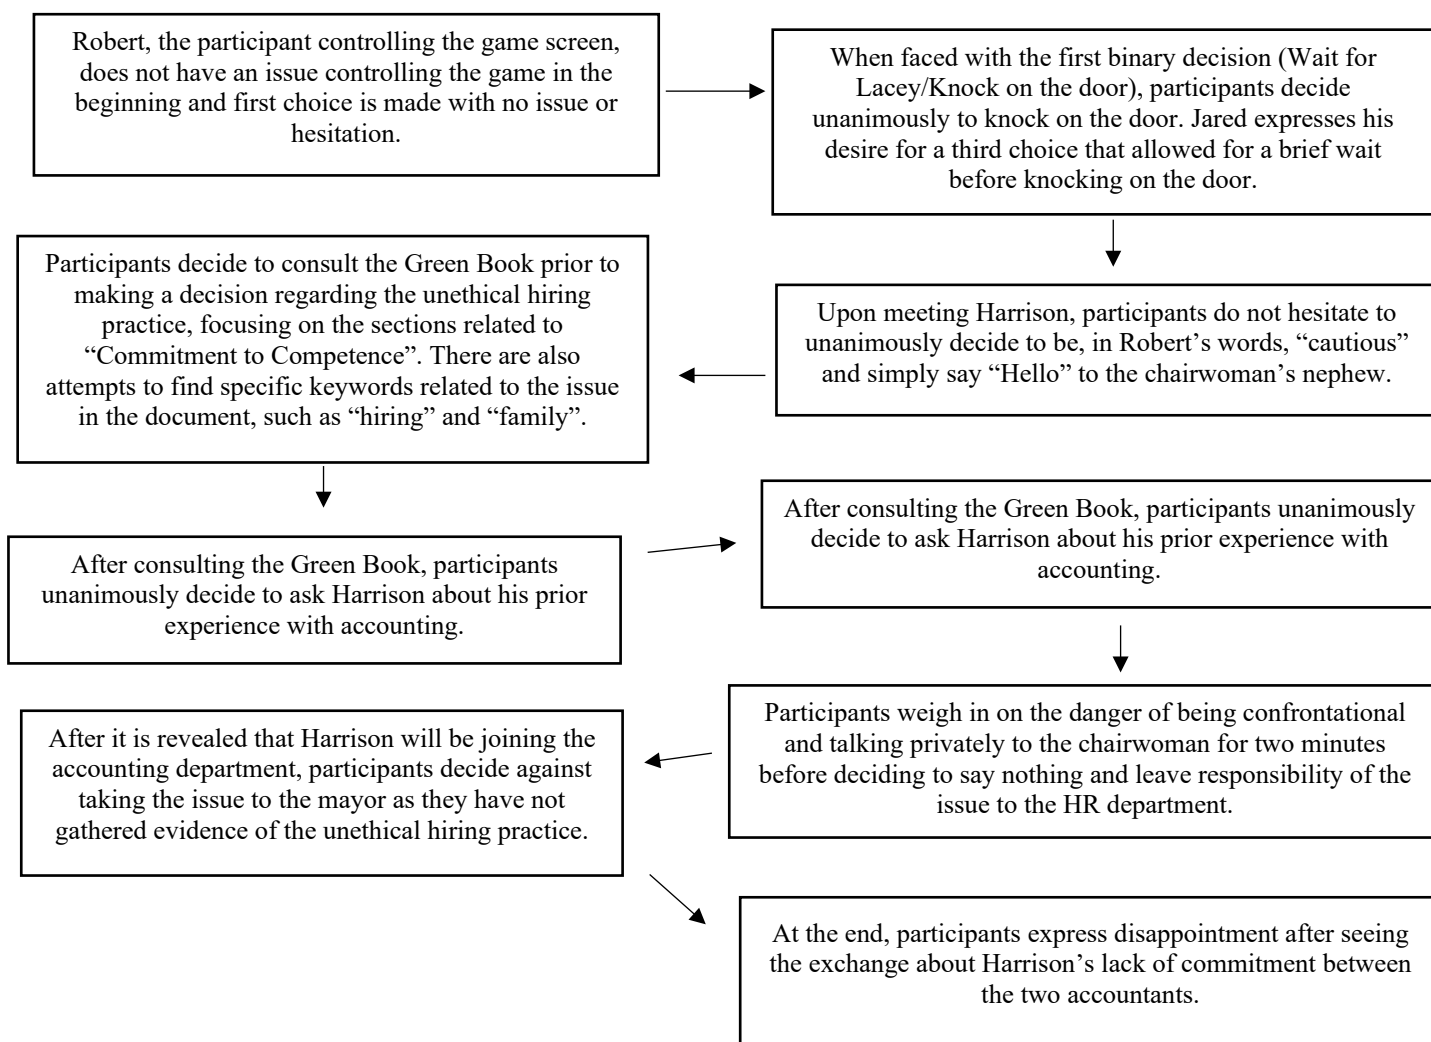 Robert, the participant controlling the game screen,
does not have an issue controlling the game in the
beginning and first choice is made with no issue or
hesitation.
When faced with the first binary decision (Wait for
Lacey/Knock on the door), participants decide
unanimously to knock on the door. Jared expresses his
desire for a third choice that allowed for a brief wait
before knocking on the door.
Upon meeting Harrison, participants do not hesitate to
unanimously decide to be, in Robert’s words, “cautious”
and simply say “Hello” to the chairwoman’s nephew.
Participants decide to consult the Green Book prior to
making a decision regarding the unethical hiring
practice, focusing on the sections related to
“Commitment to Competence”. There are also
attempts to find specific keywords related to the issue
in the document, such as “hiring” and “family”.
After consulting the Green Book, participants
unanimously decide to ask Harrison about his prior
experience with accounting.
After consulting the Green Book, participants unanimously
decide to ask Harrison about his prior experience with
accounting.
Participants weigh in on the danger of being confrontational
and talking privately to the chairwoman for two minutes
before deciding to say nothing and leave responsibility of the
issue to the HR department.
After it is revealed that Harrison will be joining the
accounting department, participants decide against
taking the issue to the mayor as they have not
gathered evidence of the unethical hiring practice.
At the end, participants express disappointment after seeing
the exchange about Harrison’s lack of commitment between
the two accountants.